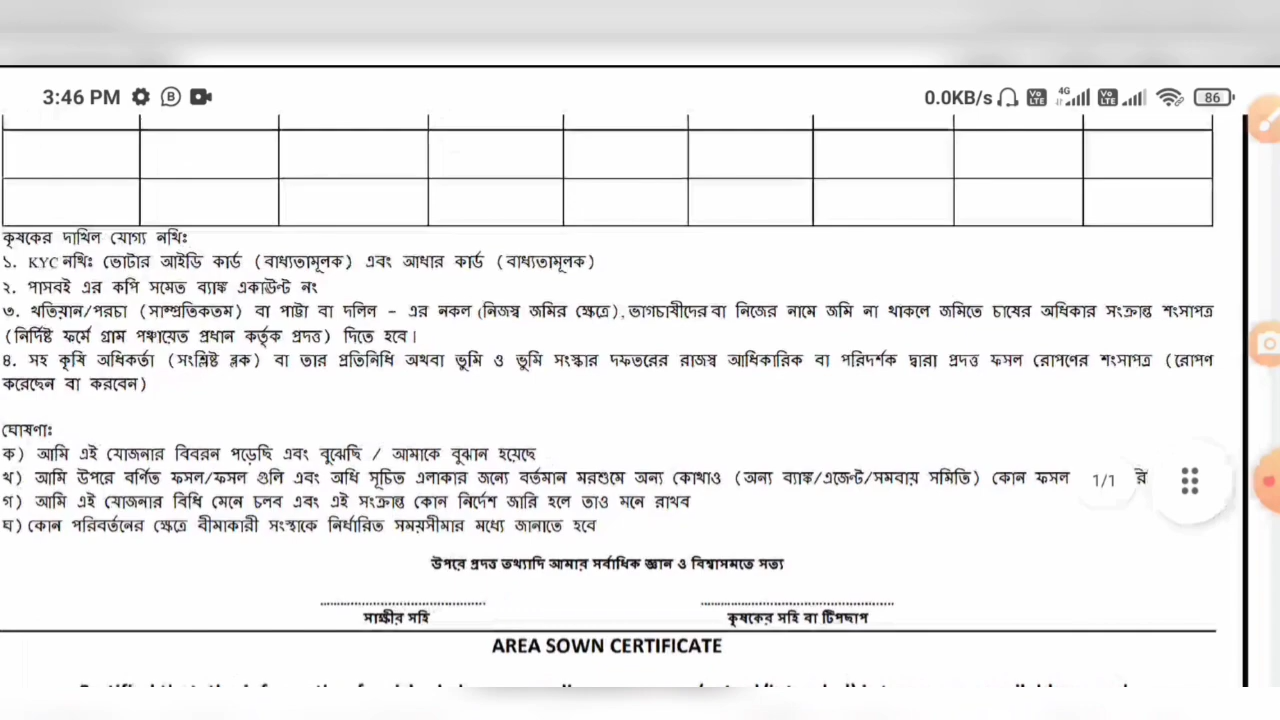 3:46 PM 0.0KB/s 4G 86
কৃষকের দাখিল যোগ্য নথিঃ
১. KYC নথিঃ ভোটার আইডি কার্ড (বাধ্যতামূলক) এবং আধার কার্ড (বাধ্যতামূলক)
২. পাসবই এর কপি সমেত ব্যাঙ্ক একাউন্ট নং
৩. খতিয়ান/পরচা (সাম্প্রতিকতম) বা পাট্টা বা দলিল – এর নকল (নিজস্ব জমির ক্ষেত্রে), ভাগচাষীদের বা নিজের নামে জমি না থাকলে জমিতে চাষের অধিকার সংক্রান্ত শংসাপত্র
(নির্দিষ্ট ফর্মে গ্রাম পঞ্চায়েত প্রধান কর্তৃক প্রদত্ত) দিতে হবে।
৪. সহ কৃষি অধিকর্তা (সংশ্লিষ্ট ব্লক) বা তার প্রতিনিধি অথবা ভুমি ও ভুমি সংস্কার দফতরের রাজস্ব আধিকারিক বা পরিদর্শক দ্বারা প্রদত্ত ফসল রোপণের শংসাপত্র (রোপণ
করেছেন বা করবেন)
ঘোষণাঃ
ক) আমি এই যোজনার বিবরন পড়েছি এবং বুঝেছি / আমাকে বুঝান হয়েছে
খ) আমি উপরে বর্ণিত ফসল/ফসল গুলি এবং অধি সূচিত এলাকার জন্যে বর্তমান মরশুমে অন্য কোথাও (অন্য ব্যাঙ্ক/এজেন্ট/সমবায় সমিতি) কোন ফসল 1/1
গ) আমি এই যোজনার বিধি মেনে চলব এবং এই সংক্রান্ত কোন নির্দেশ জারি হলে তাও মনে রাখব
ঘ) কোন পরিবর্তনের ক্ষেত্রে বীমাকারী সংস্থাকে নির্ধারিত সময়সীমার মধ্যে জানাতে হবে
উপরে প্রদত্ত তথ্যাদি আমার সর্বাধিক জ্ঞান ও বিশ্বাসমতে সত্য
সাক্ষীর সহি কৃষকের সহি বা টিপছাপ
AREA SOWN CERTIFICATE